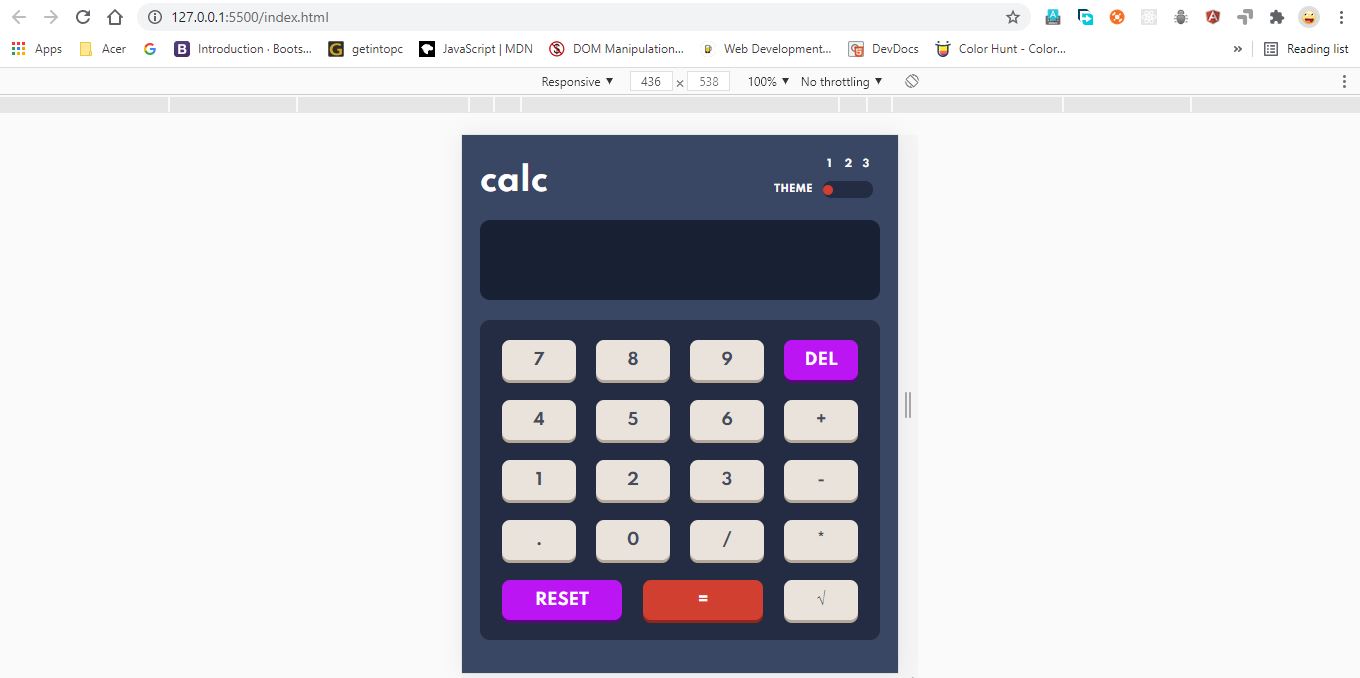 127.0.0.1:5500/index.html
Apps Acer Introduction · Boots... getintopc JavaScript | MDN DOM Manipulation... Web Development... DevDocs Color Hunt - Color... » Reading list
Responsive ▼ 436 x 538 100% ▼ No throttling ▼
1 2 3
calc
THEME
7 8 9 DEL
4 5 6 +
1 2 3 -
. 0 / *
RESET = √